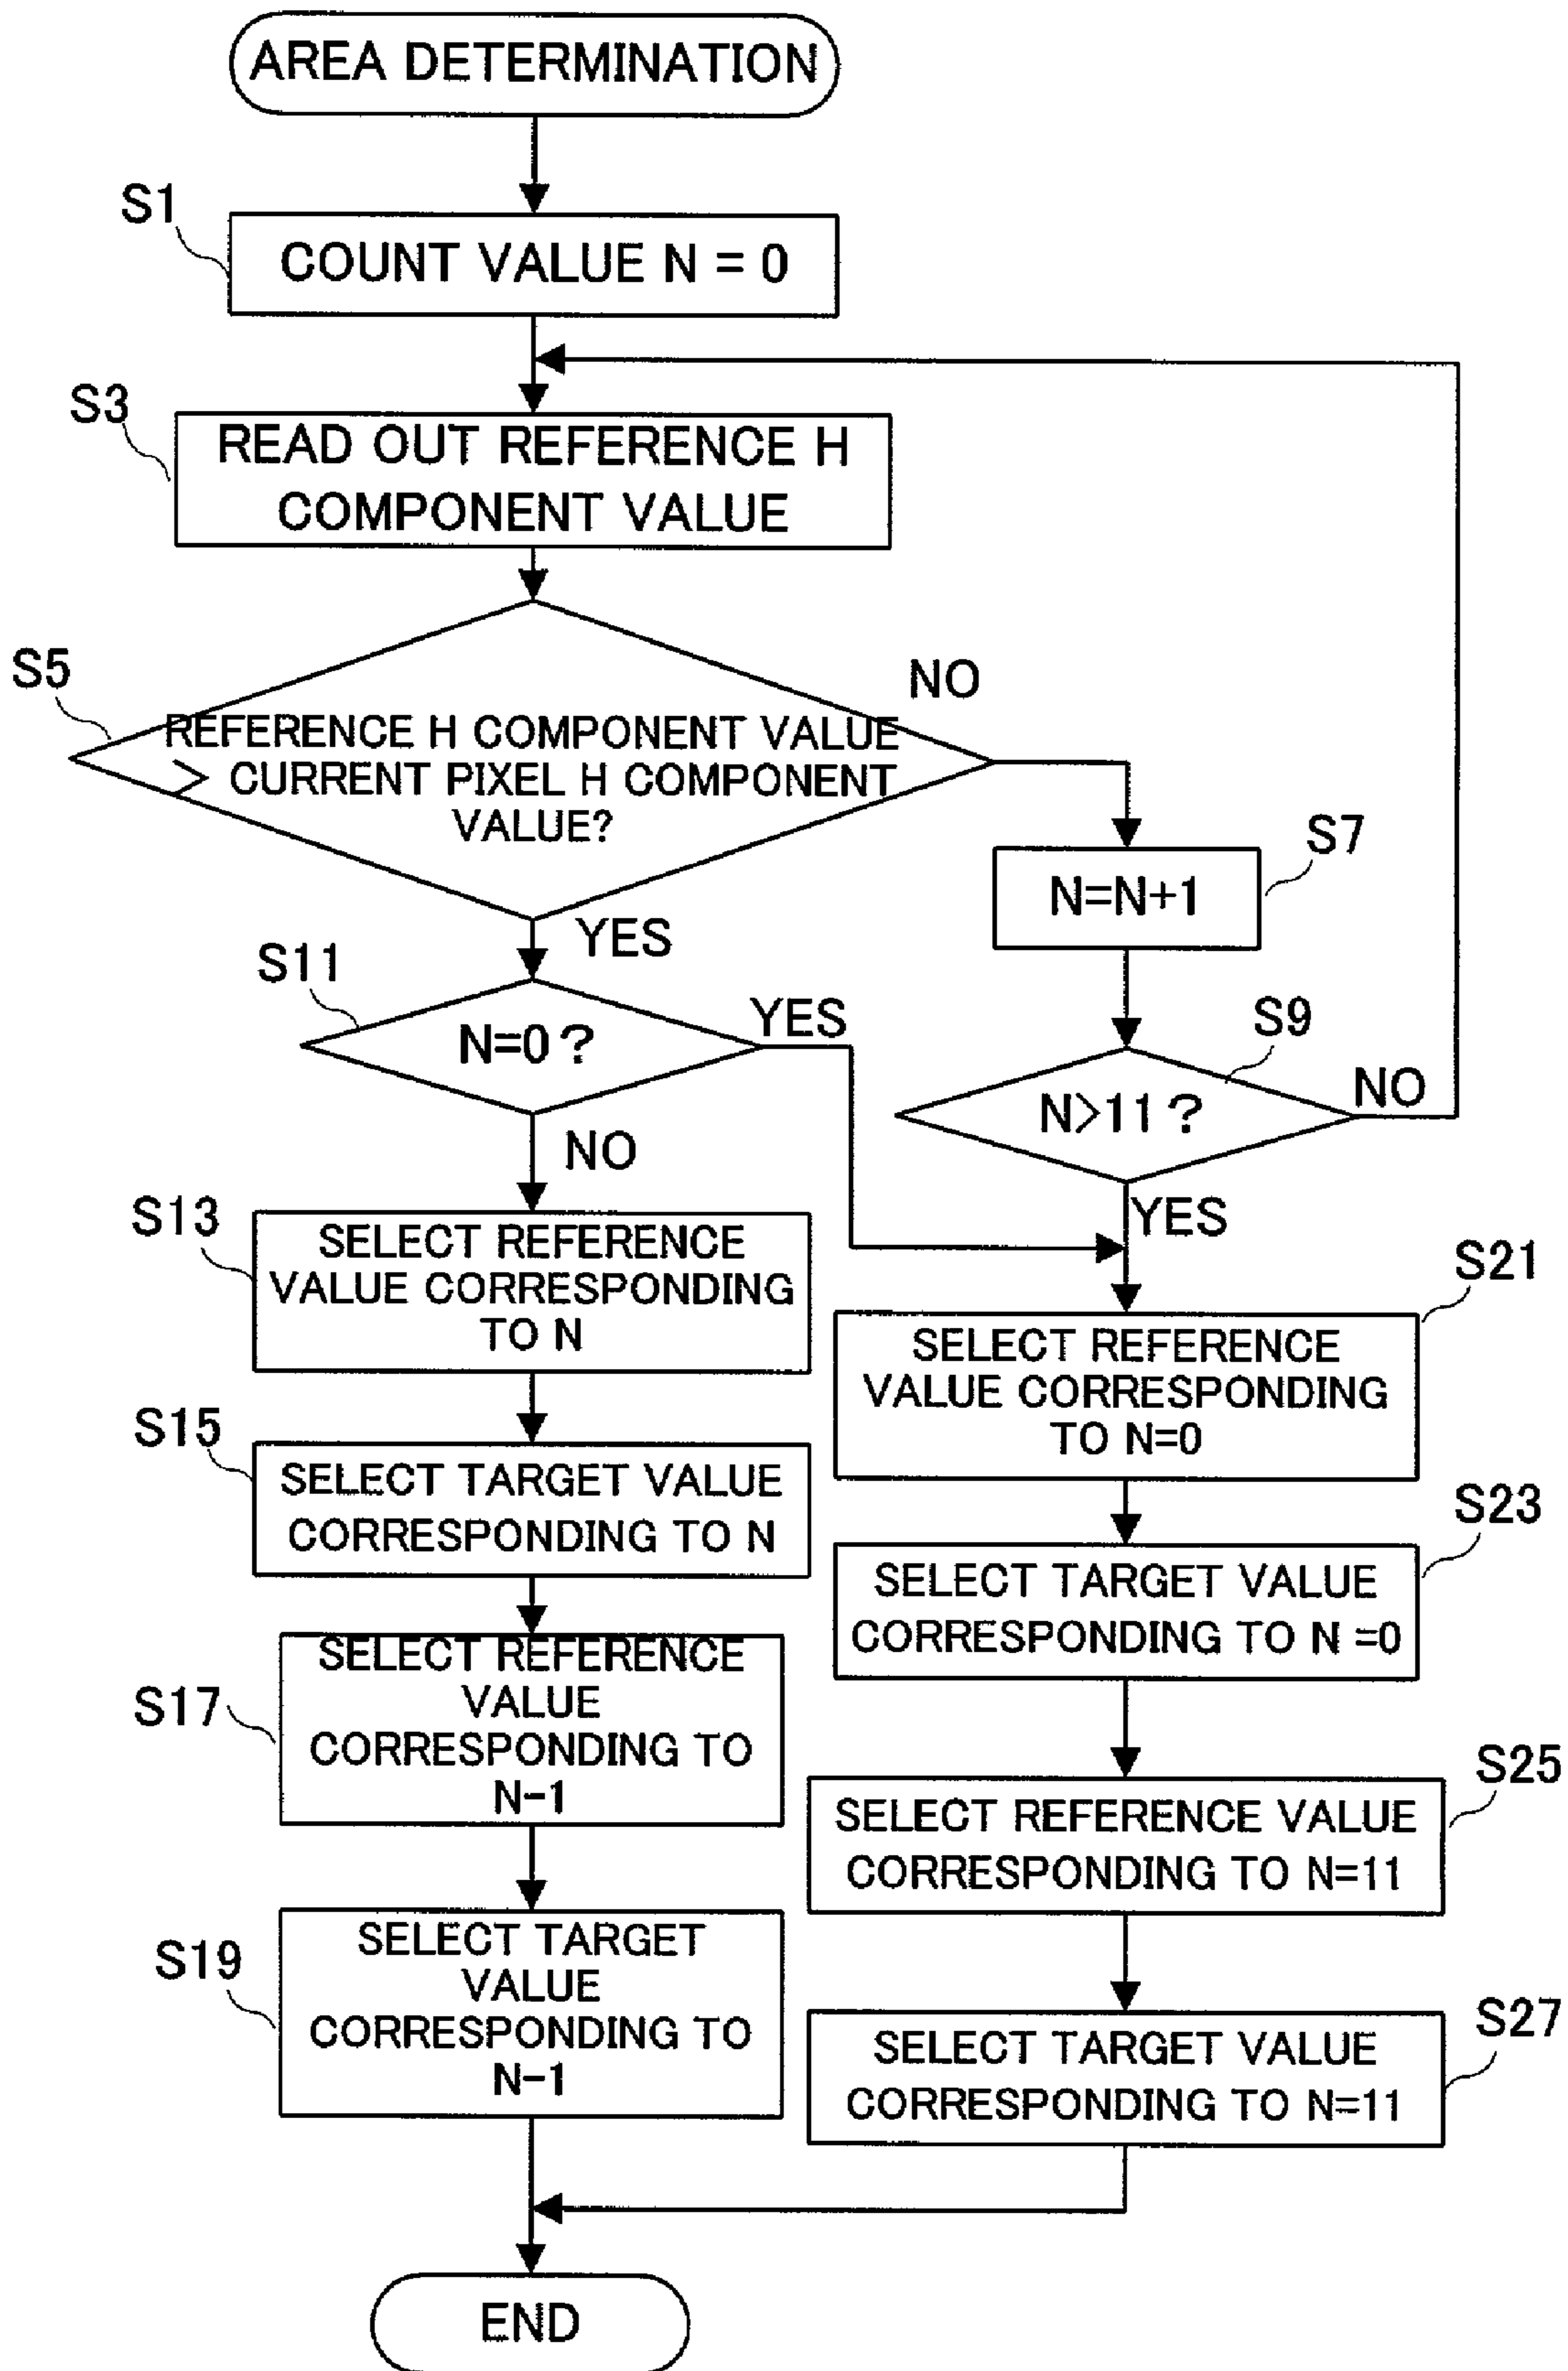 AREA DETERMINATION
S1
COUNT VALUE N = 0
S3
READ OUT REFERENCE H
COMPONENT VALUE
S5
NO
REFERENCE H COMPONENT VALUE
> CURRENT PIXEL H COMPONENT
VALUE?
S7
N=N+1
YES
S11
N=0?
YES
S9
N>11?
NO
NO
YES
S13
SELECT REFERENCE
VALUE CORRESPONDING
TO N
S21
SELECT REFERENCE
VALUE CORRESPONDING
TO N=0
S15
SELECT TARGET VALUE
CORRESPONDING TO N
S23
SELECT TARGET VALUE
CORRESPONDING TO N =0
S17
SELECT REFERENCE
VALUE
CORRESPONDING TO
N-1
S25
SELECT REFERENCE VALUE
CORRESPONDING TO N=11
S19
SELECT TARGET
VALUE
CORRESPONDING TO
N-1
S27
SELECT TARGET VALUE
CORRESPONDING TO N=11
END